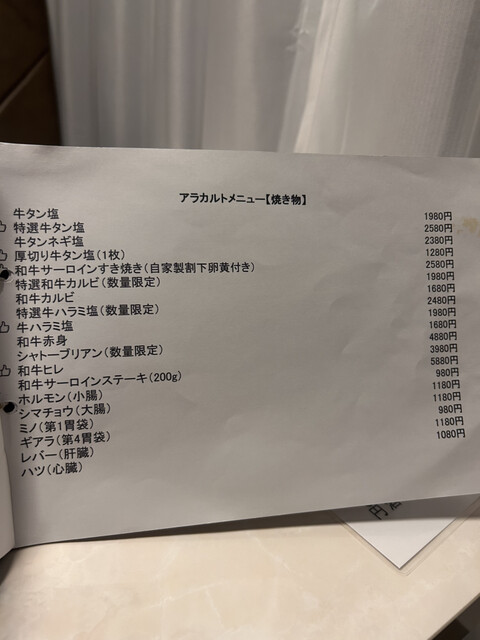 アラカルトメニュー【焼き物】
牛タン塩 1980円
特選牛タン塩 2580円
牛タンネギ塩 2380円
厚切り牛タン塩(1枚) 1280円
和牛サーロインすき焼き(自家製割下卵黄付き) 2580円
特選和牛カルビ(数量限定) 1980円
和牛カルビ 1680円
特選牛ハラミ塩(数量限定) 2480円
牛ハラミ塩 1980円
和牛赤身 1680円
シャトーブリアン(数量限定) 4880円
和牛ヒレ 3980円
和牛サーロインステーキ(200g) 5880円
ホルモン(小腸) 980円
シマチョウ(大腸) 1180円
ミノ(第1胃袋) 1180円
ギアラ(第4胃袋) 980円
レバー(肝臓) 1180円
ハツ(心臓) 1080円
円